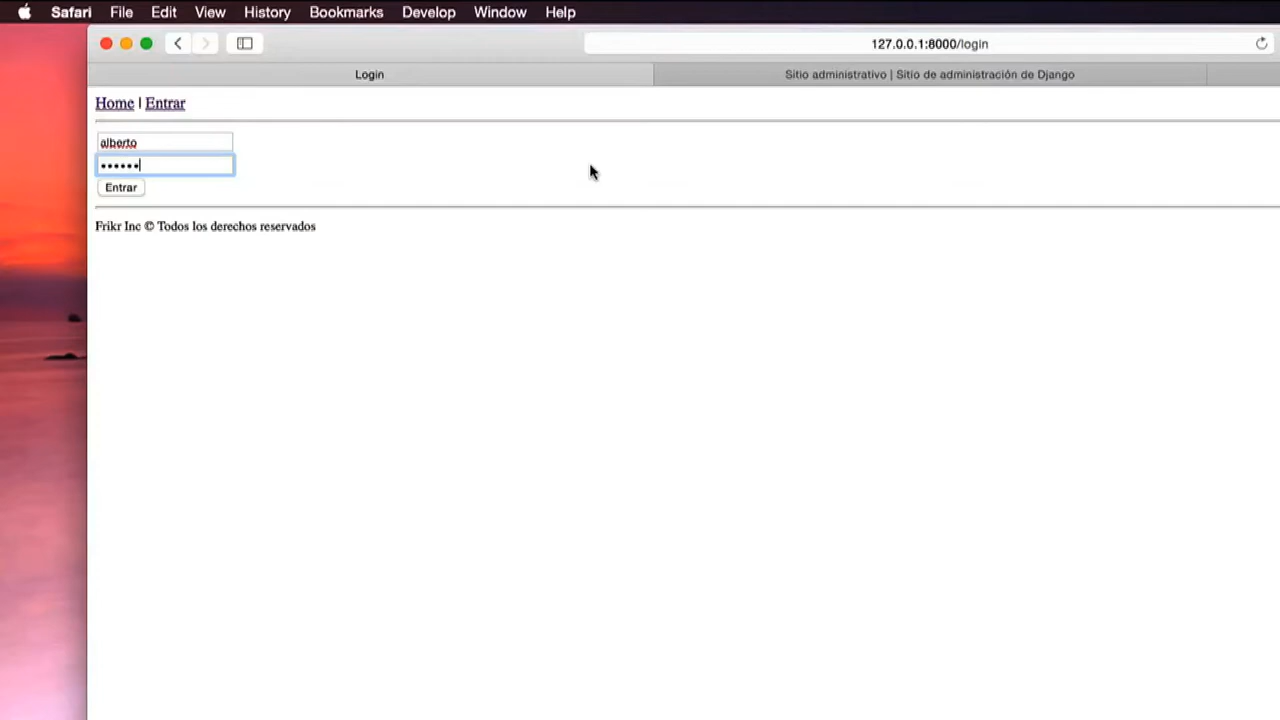 Safari File Edit View History Bookmarks Develop Window Help
127.0.0.1:8000/login
Login Sitio administrativo | Sitio de administración de Django
Home | Entrar
alberto
••••••
Entrar
Frikr Inc © Todos los derechos reservados